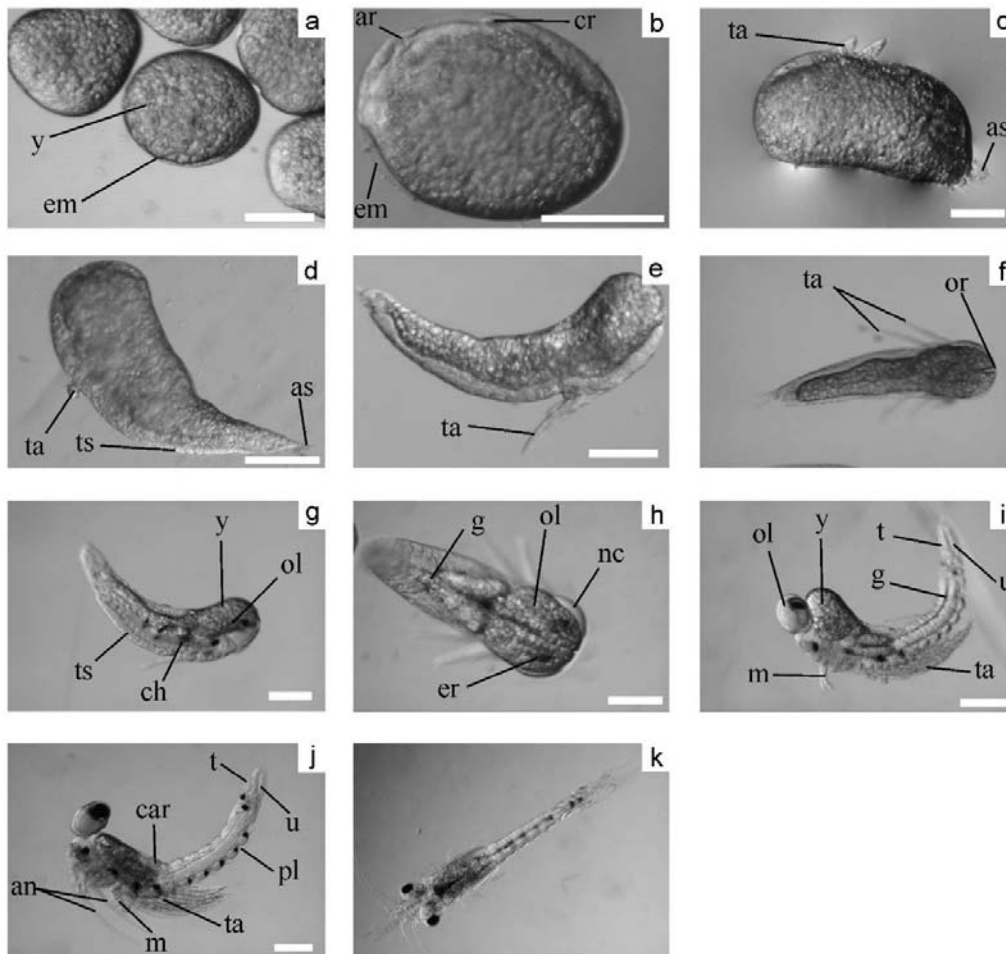 a
y
em
b
ar
cr
em
c
ta
as
d
ta
ts
as
e
ta
f
ta
or
g
y
ol
ts
ch
h
g
ol
nc
er
i
ol
y
t
g
u
m
ta
j
t
car
u
pl
an
m
ta
k